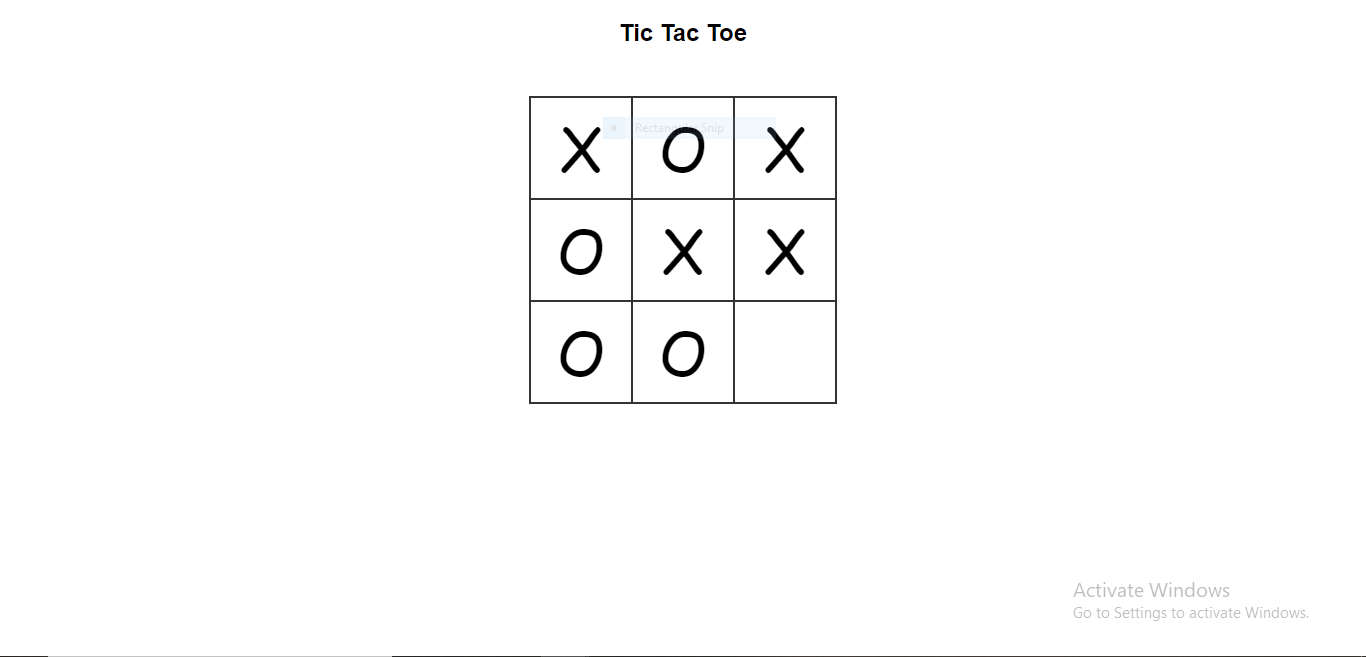 Tic Tac Toe
Rectangular Snip
X O X
O X X
O O
Activate Windows
Go to Settings to activate Windows.